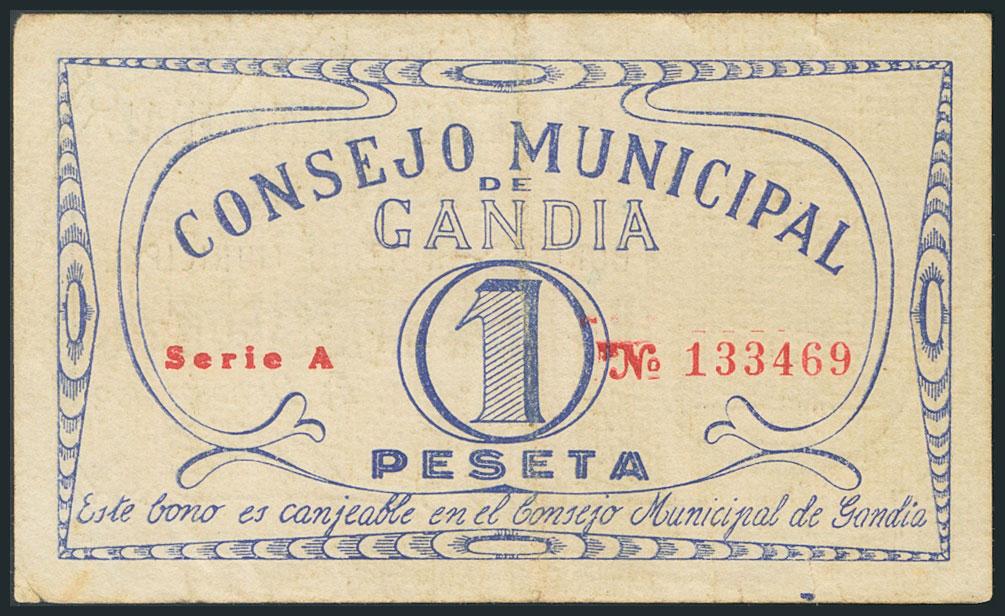 CONSEJO MUNICIPAL
DE
GANDIA
1
Serie A
Nº 133469
PESETA
Este bono es canjeable en el Consejo Municipal de Gandia